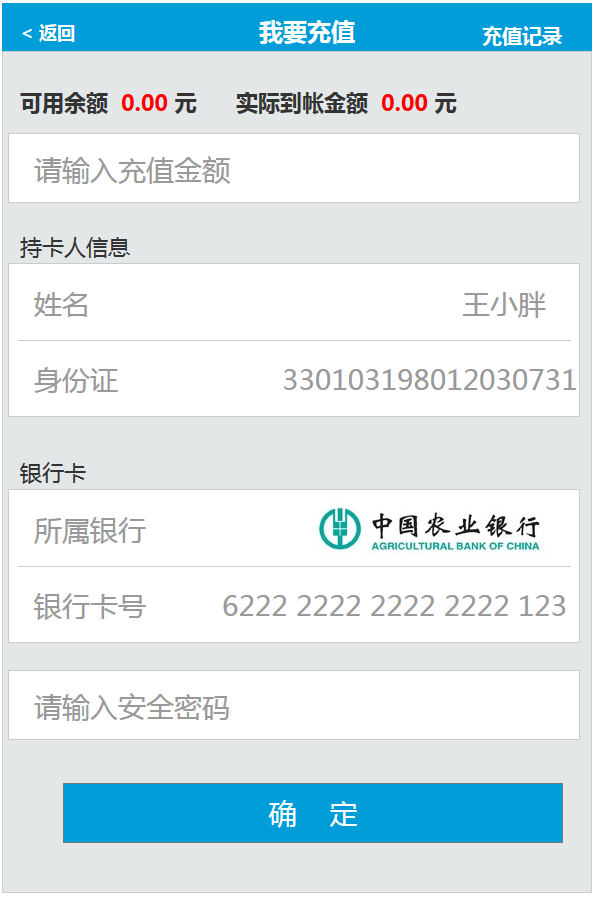 < 返回 我要充值 充值记录
可用余额 0.00 元 实际到帐金额 0.00 元
请输入充值金额
持卡人信息
姓名 王小胖
身份证 330103198012030731
银行卡
所属银行 中国农业银行
AGRICULTURAL BANK OF CHINA
银行卡号 6222 2222 2222 2222 123
请输入安全密码
确 定